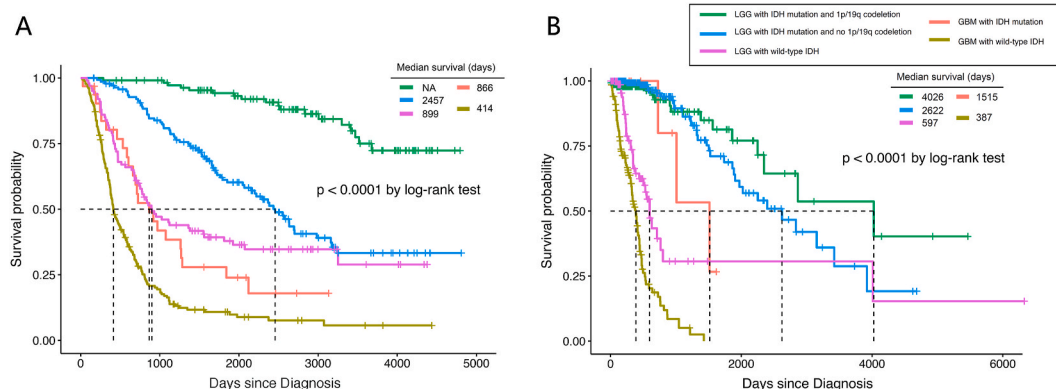 A
Median survival (days)
NA 866
2457 414
899
p < 0.0001 by log-rank test
Survival probability
1.00
0.75
0.50
0.25
0.00
0 1000 2000 3000 4000 5000
Days since Diagnosis
B
LGG with IDH mutation and 1p/19q codeletion GBM with IDH mutation
LGG with IDH mutation and no 1p/19q codeletion GBM with wild-type IDH
LGG with wild-type IDH
Median survival (days)
4026 1515
2622 387
597
p < 0.0001 by log-rank test
Survival probability
1.00
0.75
0.50
0.25
0.00
0 2000 4000 6000
Days since Diagnosis